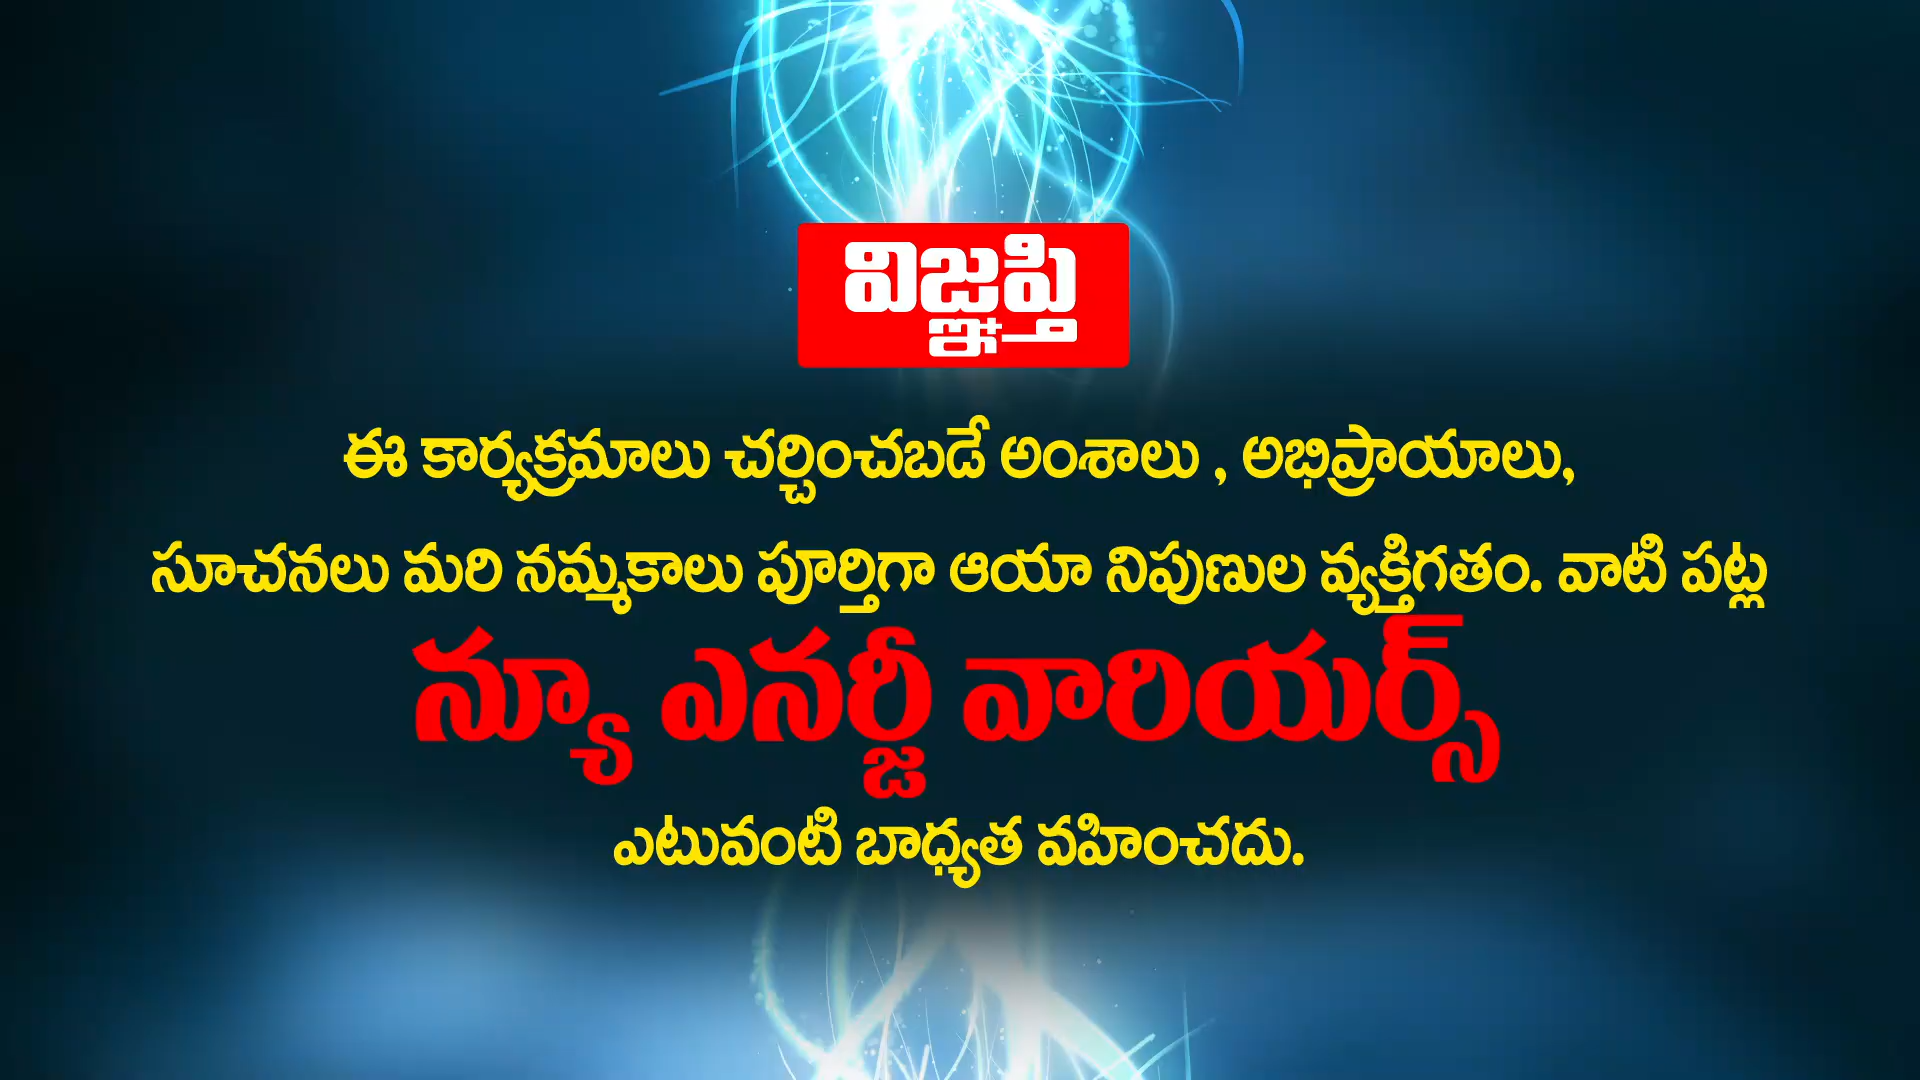 విజ్ఞప్తి
ఈ కార్యక్రమాలు చర్చించబడే అంశాలు , అభిప్రాయాలు,
సూచనలు మరి నమ్మకాలు పూర్తిగా ఆయా నిపుణుల వ్యక్తిగతం. వాటి పట్ల
న్యూ ఎనర్జీ వారియర్స్
ఎటువంటి బాధ్యత వహించదు.